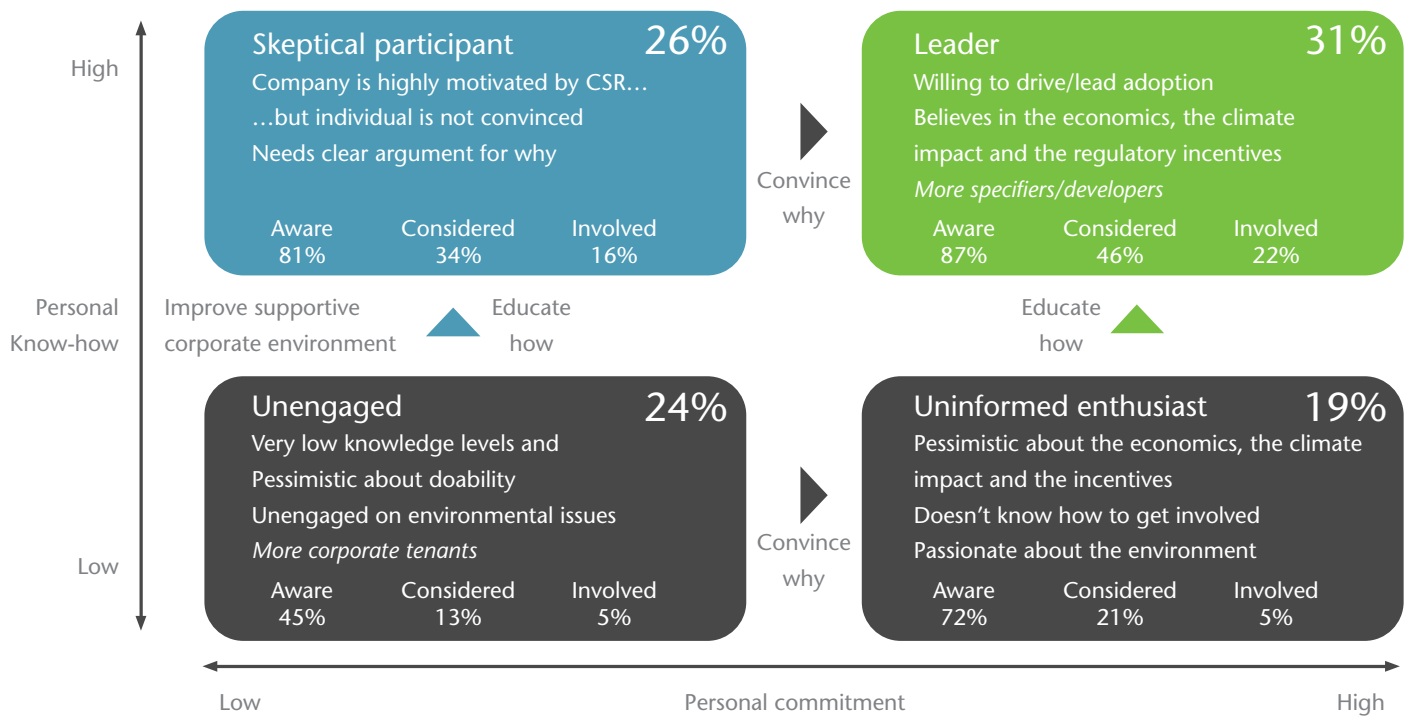 High
Skeptical participant
26%
Company is highly motivated by CSR…
…but individual is not convinced
Needs clear argument for why
Aware Considered Involved
81% 34% 16%
Convince
why
Leader
31%
Willing to drive/lead adoption
Believes in the economics, the climate
impact and the regulatory incentives
More specifiers/developers
Aware Considered Involved
87% 46% 22%
Personal
Know-how
Improve supportive
corporate environment
Educate
how
Educate
how
Unengaged
24%
Very low knowledge levels and
Pessimistic about doability
Unengaged on environmental issues
More corporate tenants
Aware Considered Involved
45% 13% 5%
Convince
why
Uninformed enthusiast
19%
Pessimistic about the economics, the climate
impact and the incentives
Doesn’t know how to get involved
Passionate about the environment
Aware Considered Involved
72% 21% 5%
Low
Low Personal commitment High